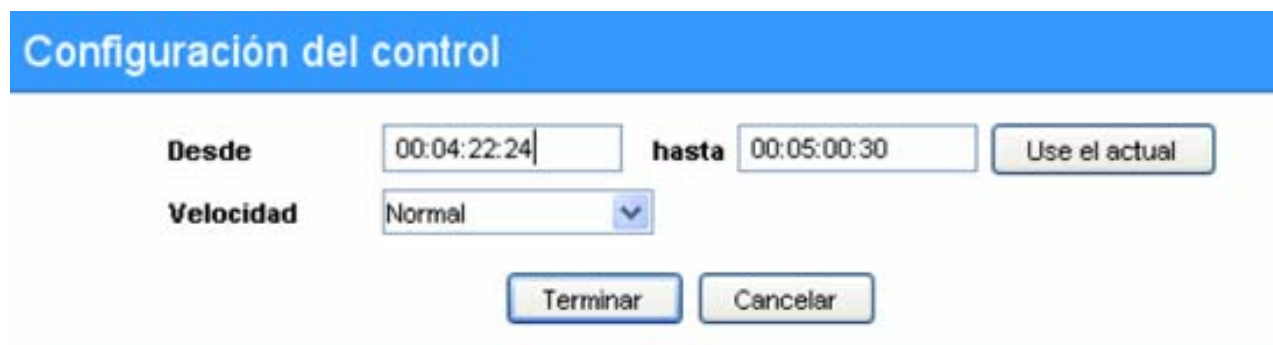 Configuración del control
Desde 00:04:22:24 hasta 00:05:00:30 Use el actual
Velocidad Normal
Terminar Cancelar